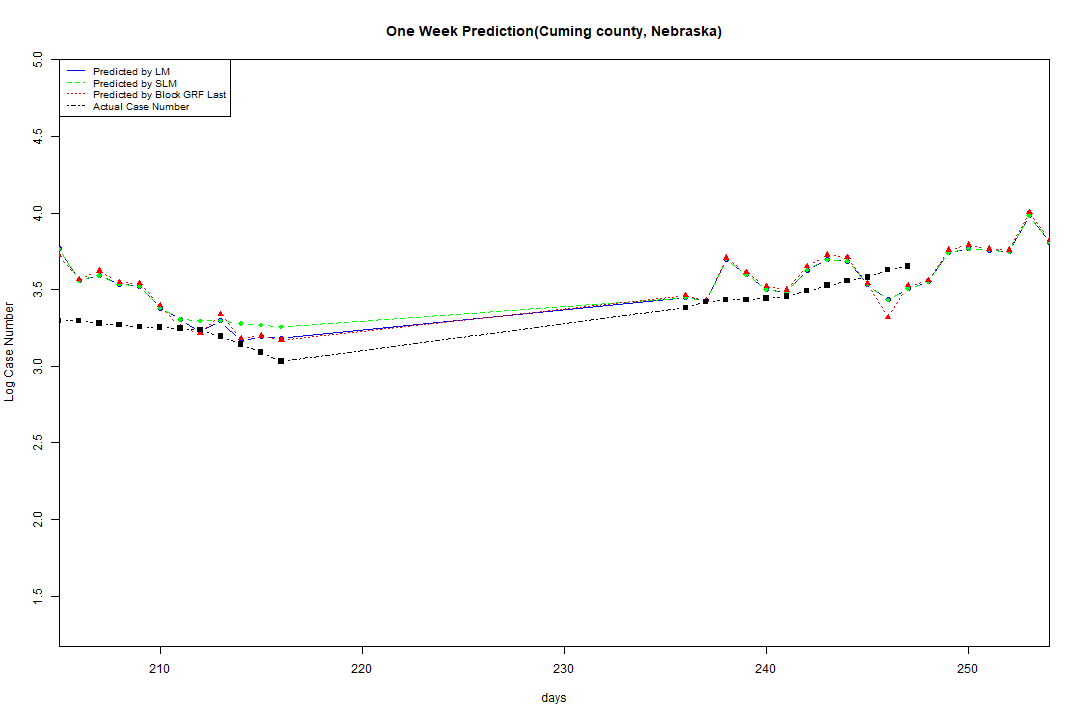 One Week Prediction(Cuming county, Nebraska)
Predicted by LM
Predicted by SLM
Predicted by Block GRF Last
Actual Case Number
5.0
4.5
4.0
3.5
3.0
2.5
2.0
1.5
Log Case Number
210 220 230 240 250
days